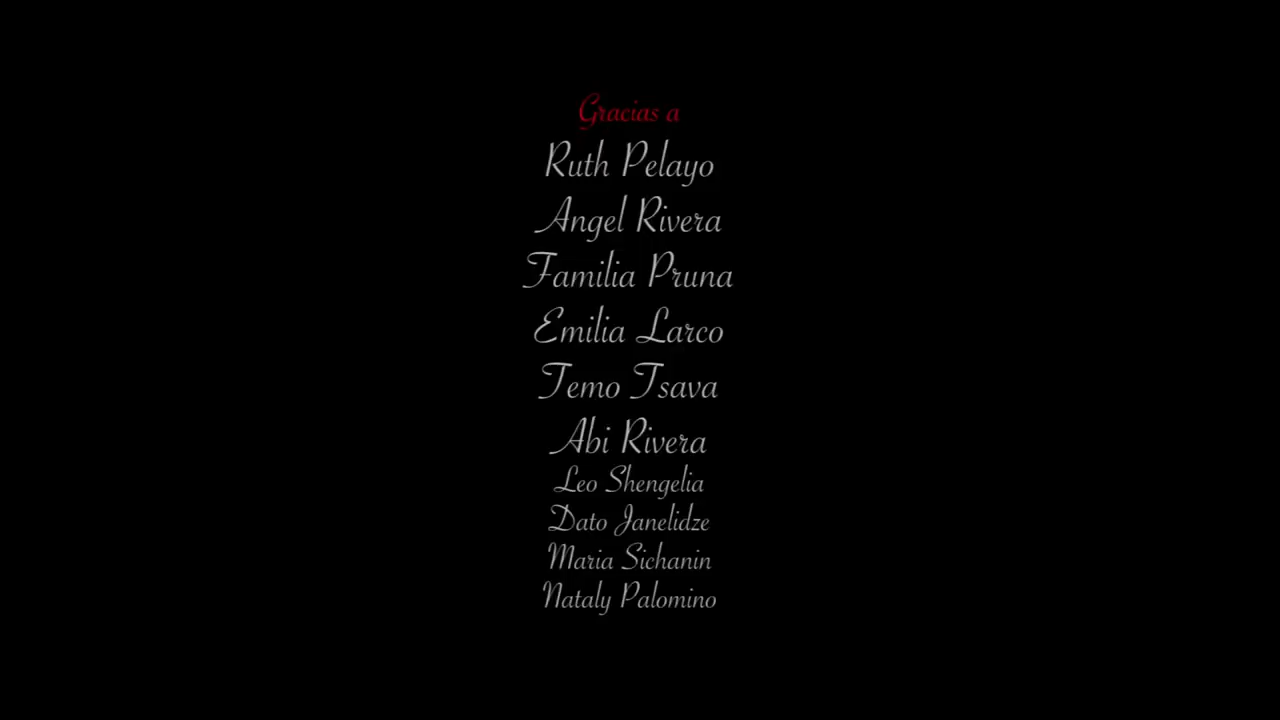 Gracias a
Ruth Pelayo
Angel Rivera
Familia Pruna
Emilia Larco
Temo Tsava
Abi Rivera
Leo Shengelia
Dato Janelidze
Maria Sichanin
Nataly Palomino